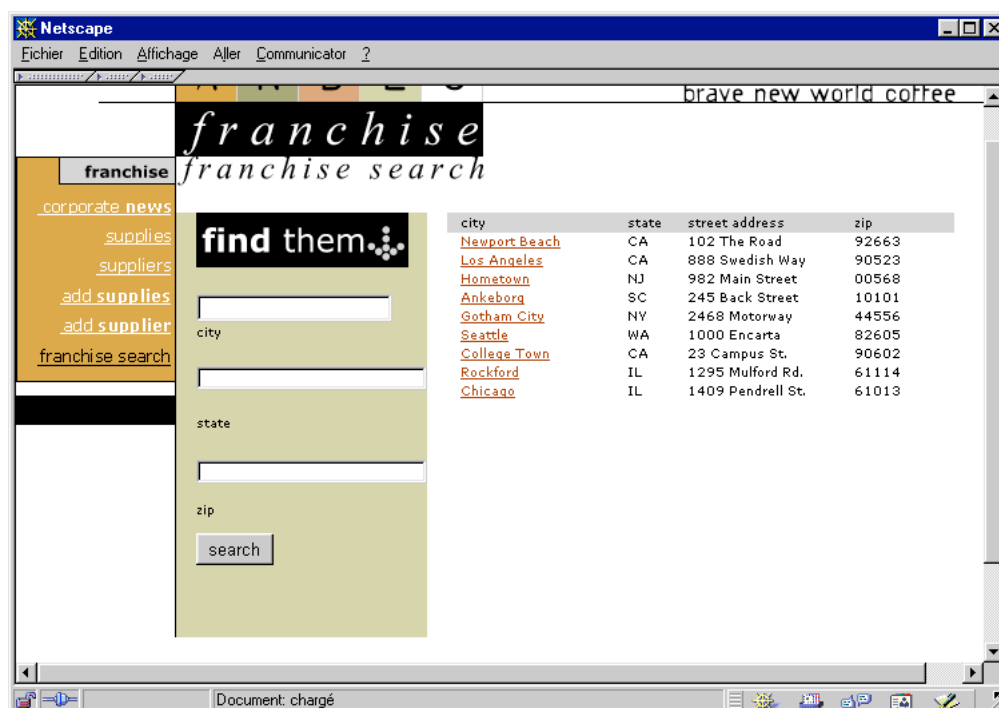 Netscape
Fichier Edition Affichage Aller Communicator ?
A N D E S
brave new world coffee
franchise
franchise search
franchise
corporate news
supplies
suppliers
add supplies
add supplier
franchise search
find them
city
state
zip
search
city state street address zip
Newport Beach CA 102 The Road 92663
Los Angeles CA 888 Swedish Way 90523
Hometown NJ 982 Main Street 00568
Ankeborg SC 245 Back Street 10101
Gotham City NY 2468 Motorway 44556
Seattle WA 1000 Encarta 82605
College Town CA 23 Campus St. 90602
Rockford IL 1295 Mulford Rd. 61114
Chicago IL 1409 Pendrell St. 61013
Document: chargé